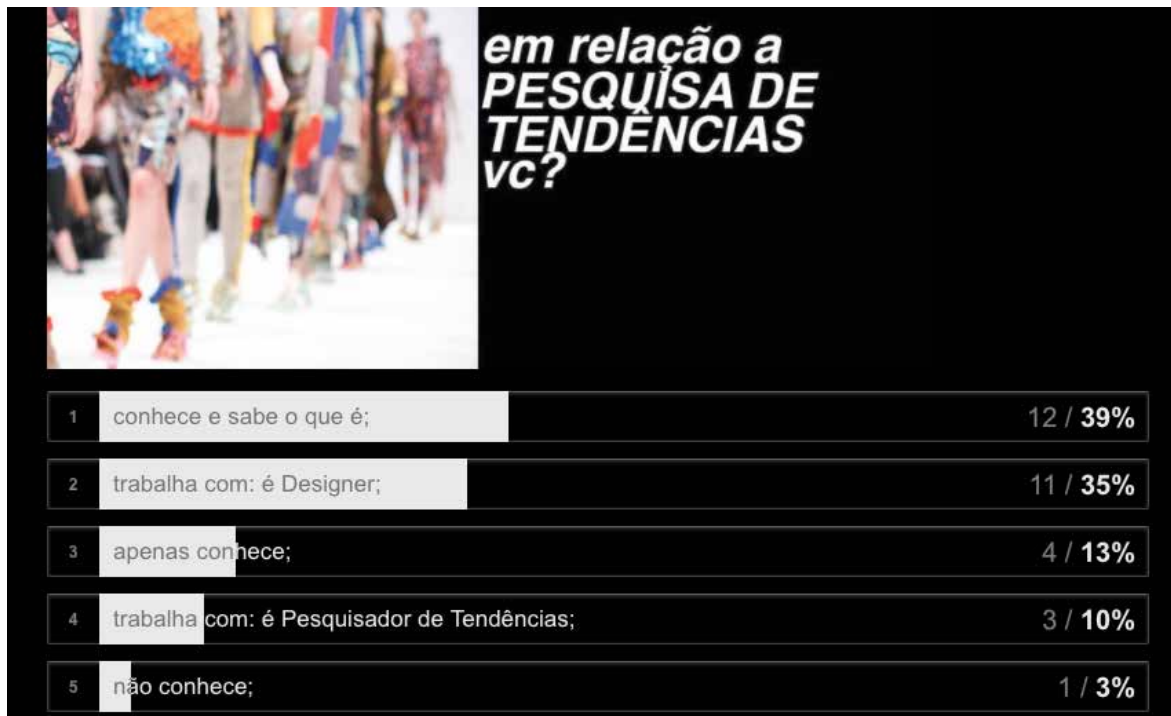 em relação a
PESQUISA DE
TENDÊNCIAS
vc?
1 conhece e sabe o que é; 12 / 39%
2 trabalha com: é Designer; 11 / 35%
3 apenas conhece; 4 / 13%
4 trabalha com: é Pesquisador de Tendências; 3 / 10%
5 não conhece; 1 / 3%